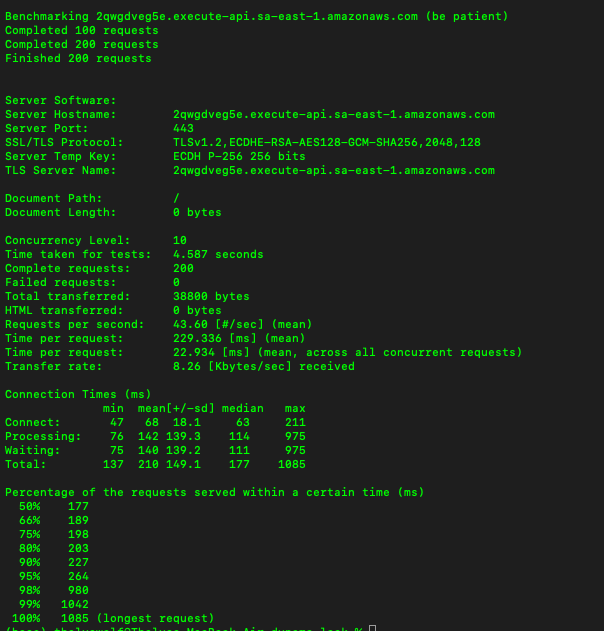 Benchmarking 2qwgdveg5e.execute-api.sa-east-1.amazonaws.com (be patient)
Completed 100 requests
Completed 200 requests
Finished 200 requests
Server Software:
Server Hostname: 2qwgdveg5e.execute-api.sa-east-1.amazonaws.com
Server Port: 443
SSL/TLS Protocol: TLSv1.2,ECDHE-RSA-AES128-GCM-SHA256,2048,128
Server Temp Key: ECDH P-256 256 bits
TLS Server Name: 2qwgdveg5e.execute-api.sa-east-1.amazonaws.com
Document Path: /
Document Length: 0 bytes
Concurrency Level: 10
Time taken for tests: 4.587 seconds
Complete requests: 200
Failed requests: 0
Total transferred: 38800 bytes
HTML transferred: 0 bytes
Requests per second: 43.60 [#/sec] (mean)
Time per request: 229.336 [ms] (mean)
Time per request: 22.934 [ms] (mean, across all concurrent requests)
Transfer rate: 8.26 [Kbytes/sec] received
Connection Times (ms)
min mean[+/-sd] median max
Connect: 47 68 18.1 63 211
Processing: 76 142 139.3 114 975
Waiting: 75 140 139.2 111 975
Total: 137 210 149.1 177 1085
Percentage of the requests served within a certain time (ms)
50% 177
66% 189
75% 198
80% 203
90% 227
95% 264
98% 980
99% 1042
100% 1085 (longest request)